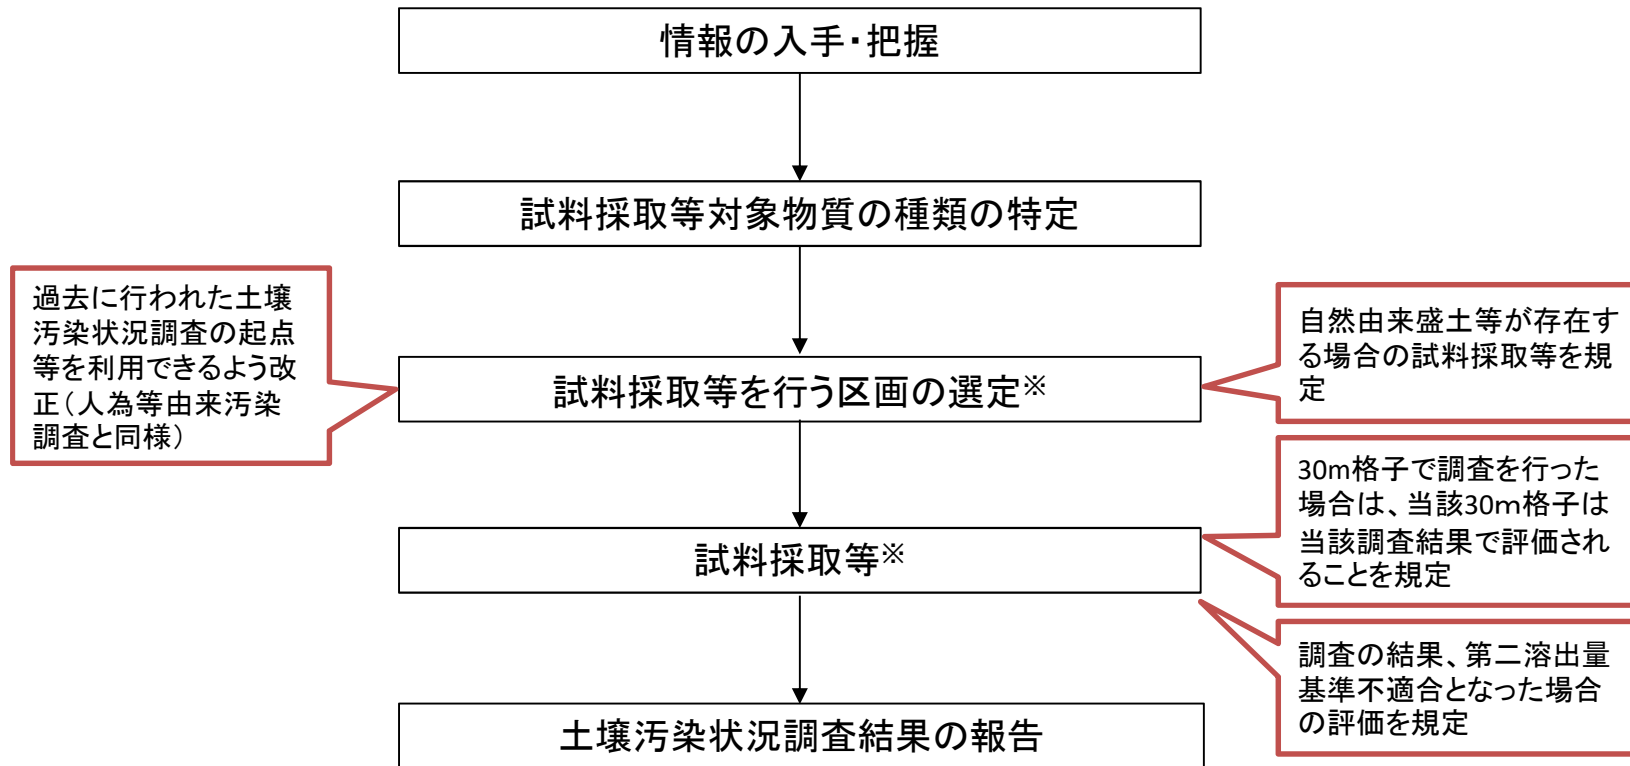 情報の入手・把握
試料採取等対象物質の種類の特定
過去に行われた土壌
汚染状況調査の起点
等を利用できるよう改
正（人為等由来汚染
調査と同様）
試料採取等を行う区画の選定※
自然由来盛土等が存在す
る場合の試料採取等を規
定
試料採取等※
30m格子で調査を行った
場合は、当該30ｍ格子は
当該調査結果で評価され
ることを規定
調査の結果、第二溶出量
基準不適合となった場合
の評価を規定
土壌汚染状況調査結果の報告